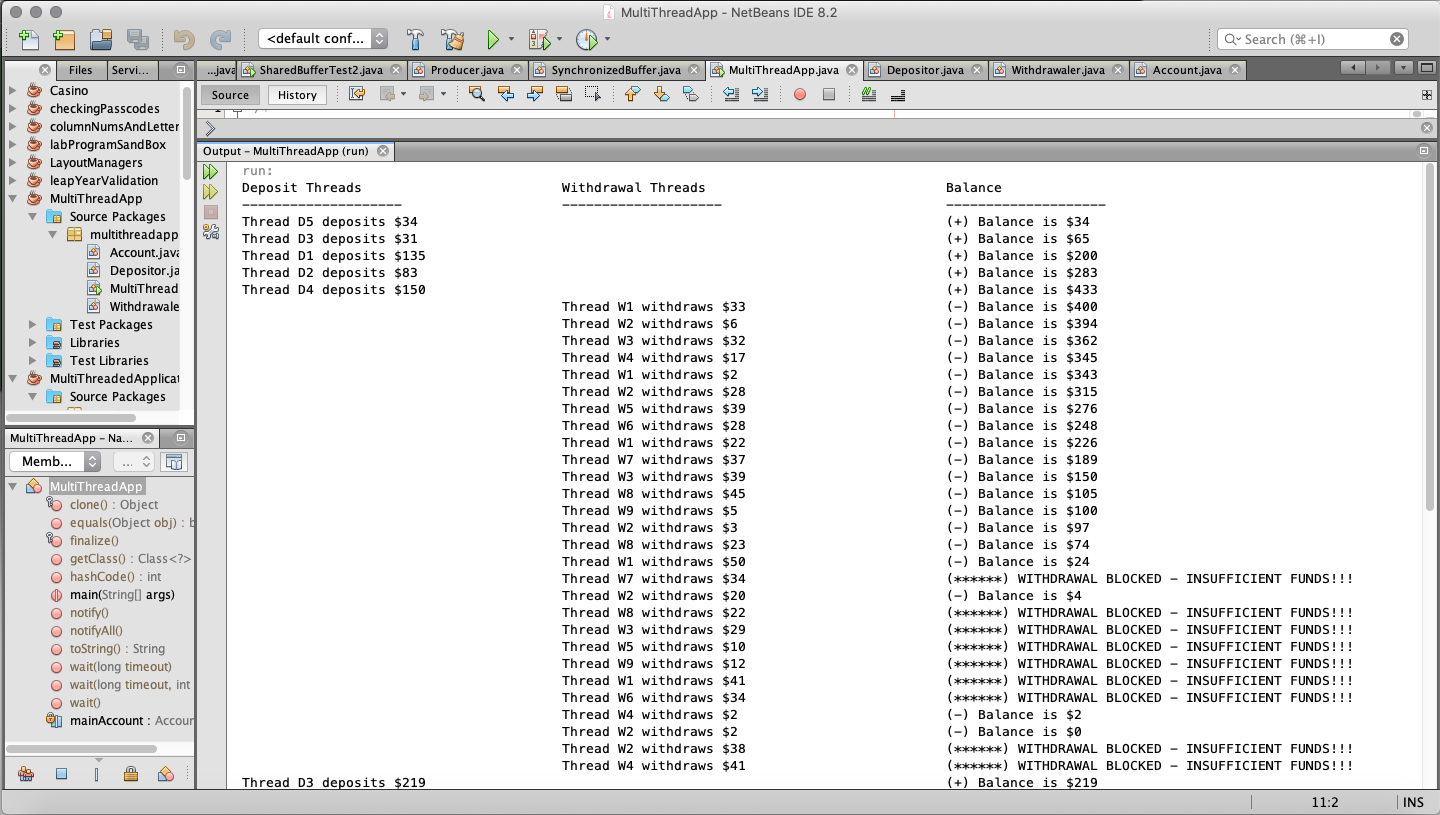 MultiThreadApp - NetBeans IDE 8.2
<default conf...
Search (⌘+I)
Files
Servi...
...java
SharedBufferTest2.java
Producer.java
SynchronizedBuffer.java
MultiThreadApp.java
Depositor.java
Withdrawaler.java
Account.java
Source
History
Casino
checkingPasscodes
columnNumsAndLetter
labProgramSandBox
LayoutManagers
leapYearValidation
MultiThreadApp
Source Packages
multithreadapp
Account.java
Depositor.ja
MultiThread
Withdrawale
Test Packages
Libraries
Test Libraries
MultiThreadedApplicat
Source Packages
MultiThreadApp - Na...
Memb...
...
MultiThreadApp
clone() : Object
equals(Object obj) : b
finalize()
getClass() : Class<?>
hashCode() : int
main(String[] args)
notify()
notifyAll()
toString() : String
wait(long timeout)
wait(long timeout, int
wait()
mainAccount : Accour
Output - MultiThreadApp (run)
run:
Deposit Threads Withdrawal Threads Balance
-------------------- -------------------- --------------------
Thread D5 deposits $34 (+) Balance is $34
Thread D3 deposits $31 (+) Balance is $65
Thread D1 deposits $135 (+) Balance is $200
Thread D2 deposits $83 (+) Balance is $283
Thread D4 deposits $150 (+) Balance is $433
Thread W1 withdraws $33 (-) Balance is $400
Thread W2 withdraws $6 (-) Balance is $394
Thread W3 withdraws $32 (-) Balance is $362
Thread W4 withdraws $17 (-) Balance is $345
Thread W1 withdraws $2 (-) Balance is $343
Thread W2 withdraws $28 (-) Balance is $315
Thread W5 withdraws $39 (-) Balance is $276
Thread W6 withdraws $28 (-) Balance is $248
Thread W1 withdraws $22 (-) Balance is $226
Thread W7 withdraws $37 (-) Balance is $189
Thread W3 withdraws $39 (-) Balance is $150
Thread W8 withdraws $45 (-) Balance is $105
Thread W9 withdraws $5 (-) Balance is $100
Thread W2 withdraws $3 (-) Balance is $97
Thread W8 withdraws $23 (-) Balance is $74
Thread W1 withdraws $50 (-) Balance is $24
Thread W7 withdraws $34 (******) WITHDRAWAL BLOCKED - INSUFFICIENT FUNDS!!!
Thread W2 withdraws $20 (-) Balance is $4
Thread W8 withdraws $22 (******) WITHDRAWAL BLOCKED - INSUFFICIENT FUNDS!!!
Thread W3 withdraws $29 (******) WITHDRAWAL BLOCKED - INSUFFICIENT FUNDS!!!
Thread W5 withdraws $10 (******) WITHDRAWAL BLOCKED - INSUFFICIENT FUNDS!!!
Thread W9 withdraws $12 (******) WITHDRAWAL BLOCKED - INSUFFICIENT FUNDS!!!
Thread W1 withdraws $41 (******) WITHDRAWAL BLOCKED - INSUFFICIENT FUNDS!!!
Thread W6 withdraws $34 (******) WITHDRAWAL BLOCKED - INSUFFICIENT FUNDS!!!
Thread W4 withdraws $2 (-) Balance is $2
Thread W2 withdraws $2 (-) Balance is $0
Thread W2 withdraws $38 (******) WITHDRAWAL BLOCKED - INSUFFICIENT FUNDS!!!
Thread W4 withdraws $41 (******) WITHDRAWAL BLOCKED - INSUFFICIENT FUNDS!!!
Thread D3 deposits $219 (+) Balance is $219
11:2
INS